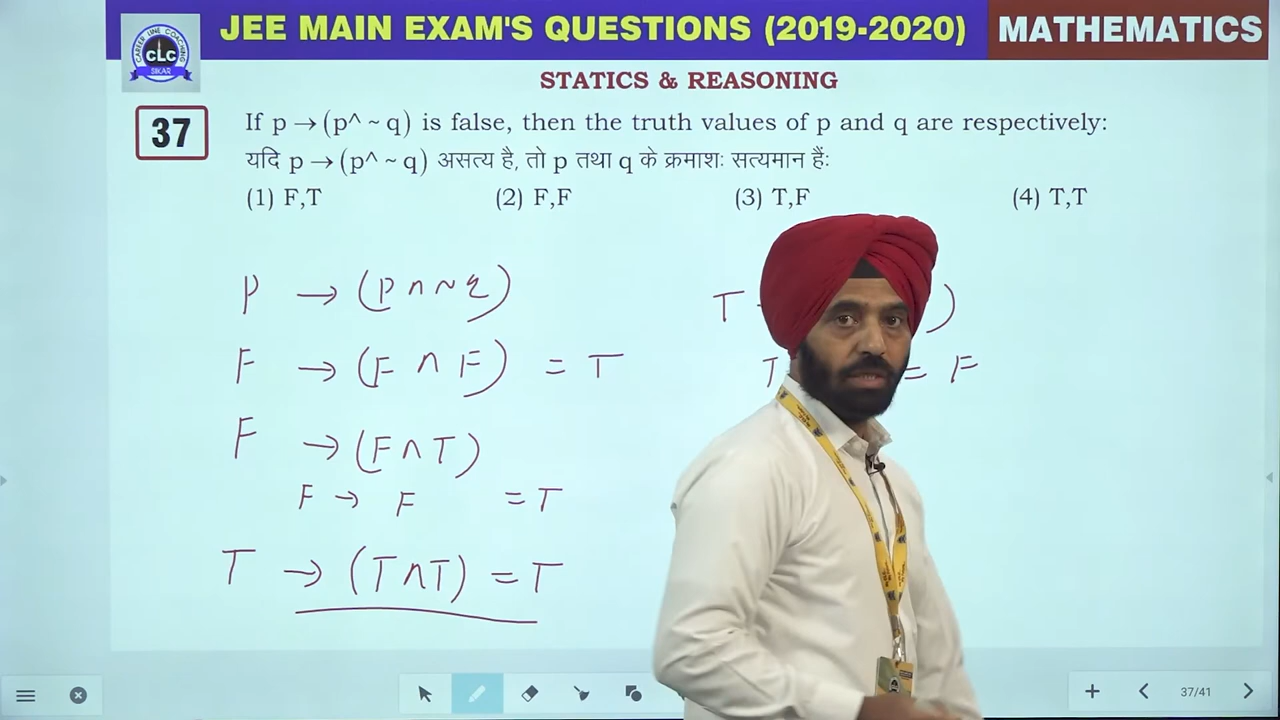 JEE MAIN EXAM'S QUESTIONS (2019-2020)
MATHEMATICS
CAREER LINE COACHING
CLC
SIKAR
STATICS & REASONING
37
If p → (p^ ~ q) is false, then the truth values of p and q are respectively:
यदि p → (p^ ~ q) असत्य है, तो p तथा q के क्रमाशः सत्यमान हैं:
(1) F,T (2) F,F (3) T,F (4) T,T
P → (P ∧ ~ q)
T )
F → (F ∧ F) = T
T = F
F → (F ∧ T)
F → F = T
T → (T ∧ T) = T
37/41